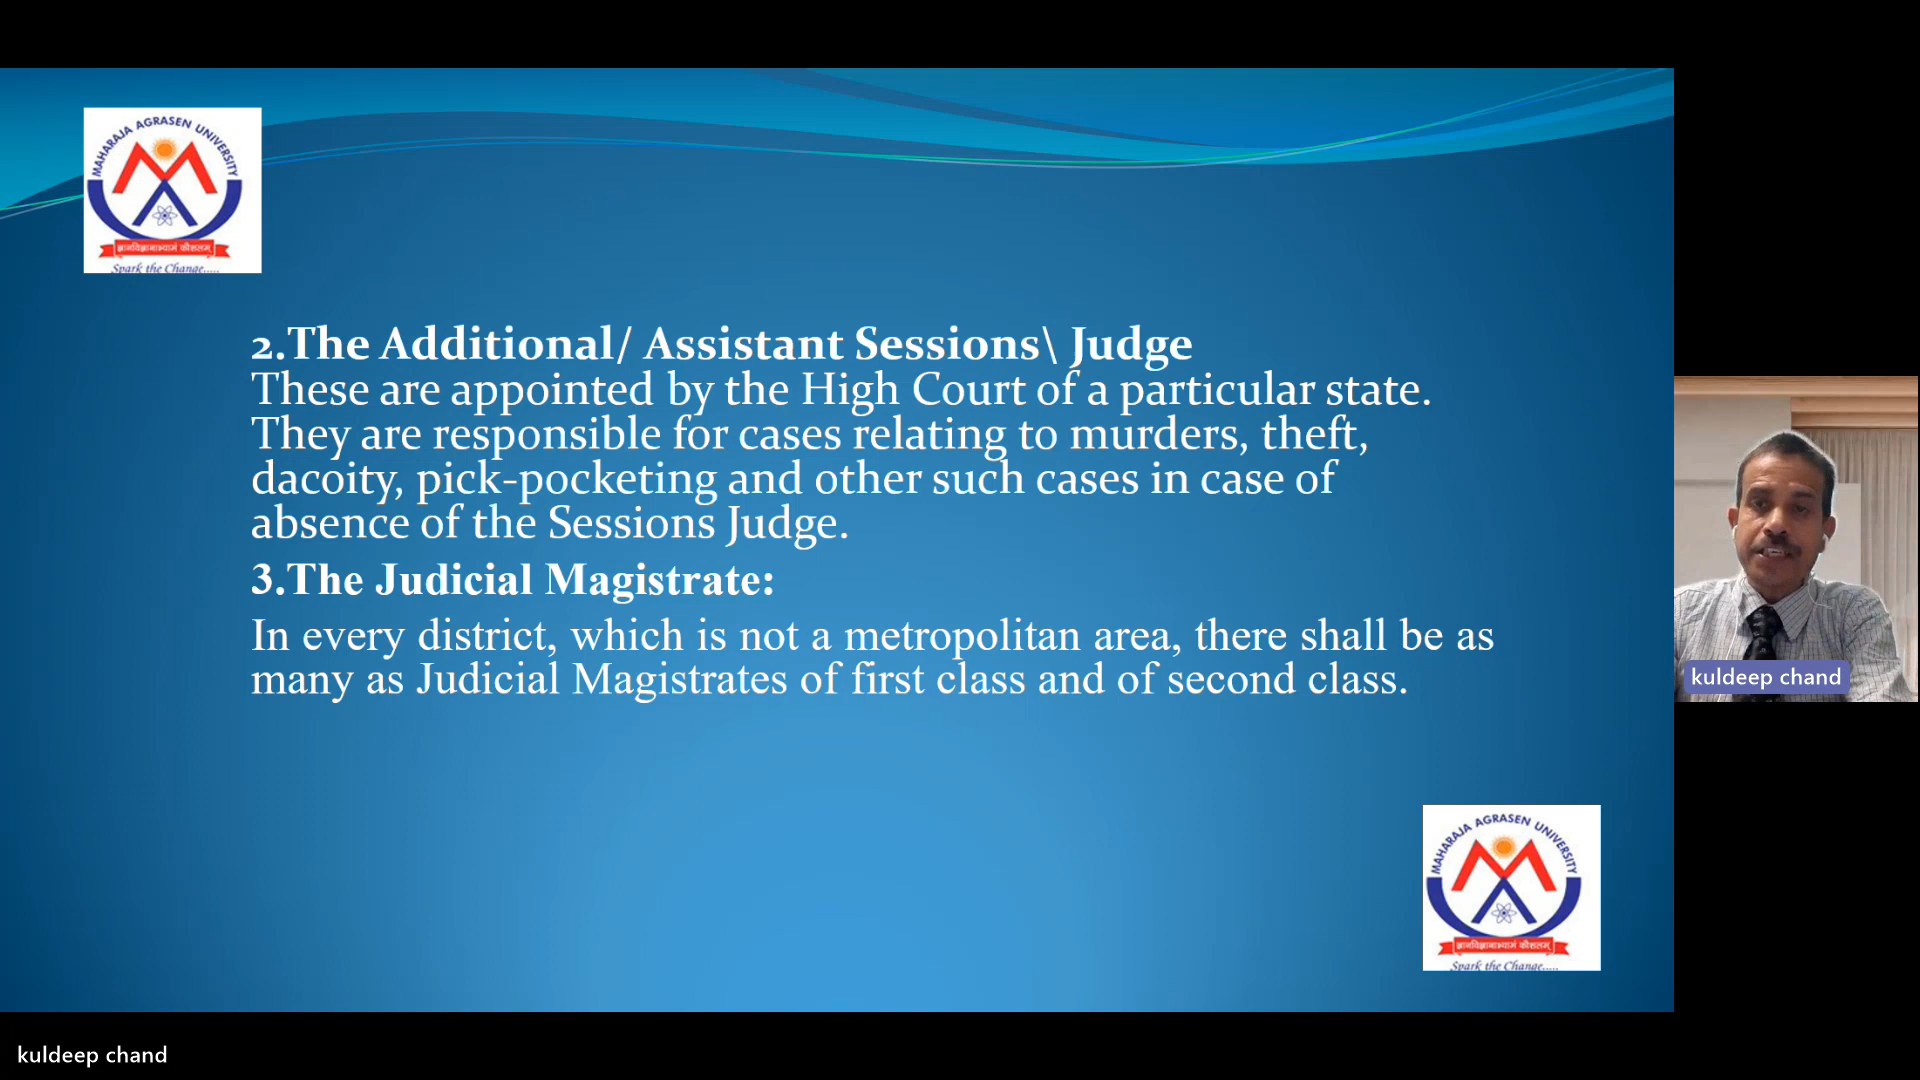 MAHARAJA AGRASEN UNIVERSITY
ज्ञानविज्ञानाभ्यामं कौशलम्
Spark the Change.....
2.The Additional/ Assistant Sessions\ Judge
These are appointed by the High Court of a particular state.
They are responsible for cases relating to murders, theft,
dacoity, pick-pocketing and other such cases in case of
absence of the Sessions Judge.
3.The Judicial Magistrate:
In every district, which is not a metropolitan area, there shall be as
many as Judicial Magistrates of first class and of second class.
kuldeep chand
MAHARAJA AGRASEN UNIVERSITY
ज्ञानविज्ञानाभ्यामं कौशलम्
Spark the Change.....
kuldeep chand